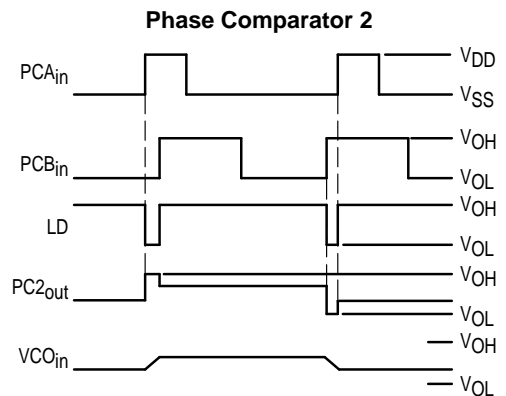 Phase Comparator 2
PCAin
VDD
VSS
PCBin
VOH
VOL
LD
VOH
VOL
PC2out
VOH
VOL
VCOin
VOH
VOL